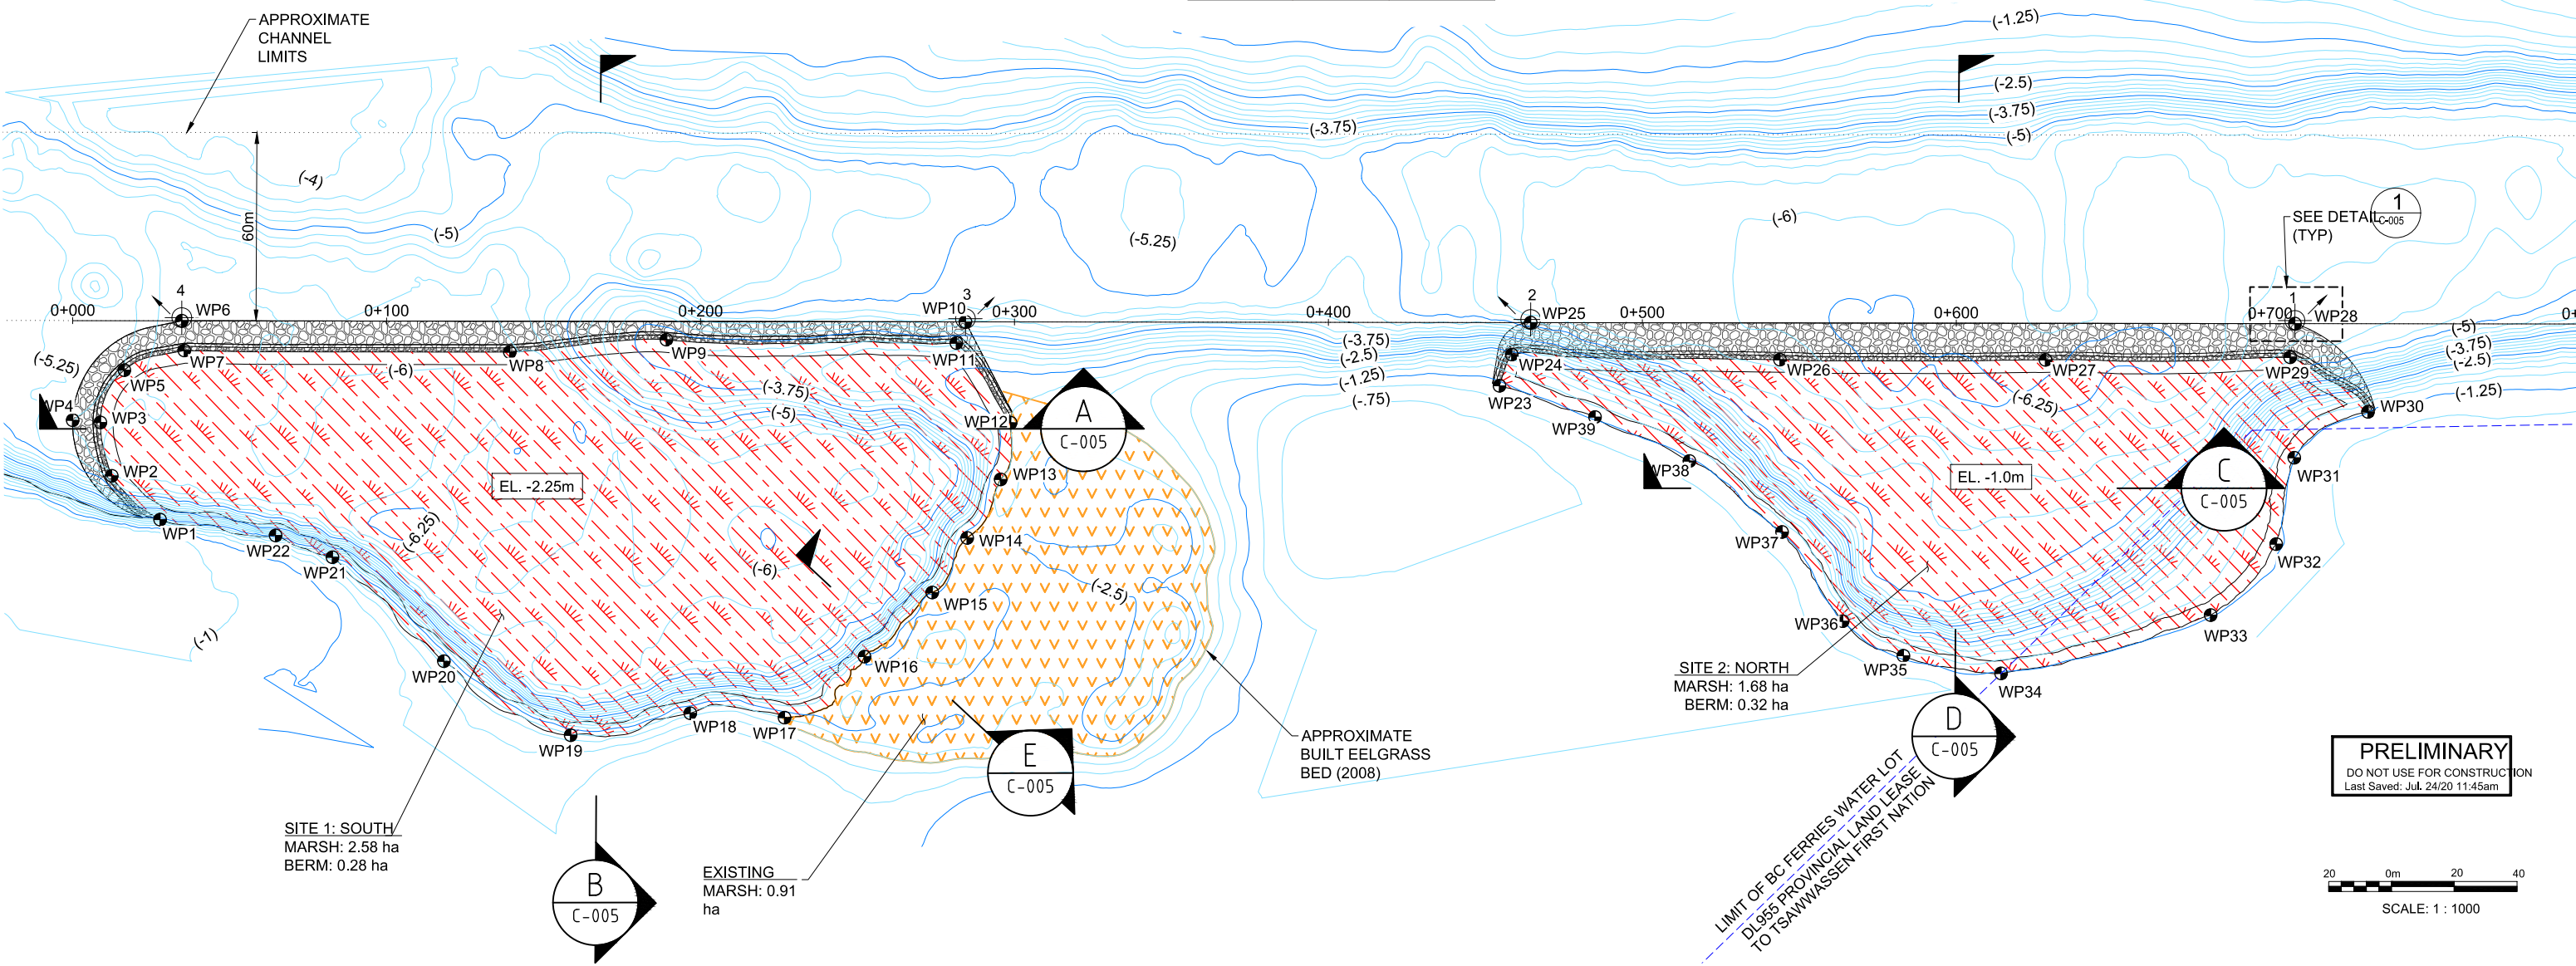 APPROXIMATE
CHANNEL
LIMITS
(-1.25)
(-2.5)
(-3.75)
(-3.75)
(-5)
(-4)
60m
(-5)
(-5.25)
(-6)
SEE DETAIL
(TYP)
1
C-005
0+000
4
WP6
0+100
0+200
WP10
3
0+300
0+400
2
WP25
0+500
0+600
0+700
1
WP28
(-5.25)
WP7
WP5
(-6)
WP8
WP9
WP11
(-3.75)
(-2.5)
(-1.25)
(-.75)
WP24
WP26
WP27
WP29
(-5)
(-3.75)
(-2.5)
(-1.25)
WP4
WP3
(-3.75)
(-5)
WP12
A
C-005
WP23
WP39
(-6.25)
WP30
WP2
EL. -2.25m
WP13
WP38
EL. -1.0m
C
C-005
WP31
WP1
WP22
WP21
(-6.25)
(-6)
WP14
WP37
WP32
(-1)
WP15
(-2.5)
WP20
WP16
WP36
WP33
WP35
WP34
WP19
WP18
WP17
SITE 2: NORTH
MARSH: 1.68 ha
BERM: 0.32 ha
D
C-005
E
C-005
APPROXIMATE
BUILT EELGRASS
BED (2008)
SITE 1: SOUTH
MARSH: 2.58 ha
BERM: 0.28 ha
B
C-005
EXISTING
MARSH: 0.91
ha
LIMIT OF BC FERRIES WATER LOT
DL955 PROVINCIAL LAND LEASE
TO TSAWWASSEN FIRST NATION
PRELIMINARY
DO NOT USE FOR CONSTRUCTION
Last Saved: Jul. 24/20 11:45am
20 0m 20 40
SCALE: 1 : 1000